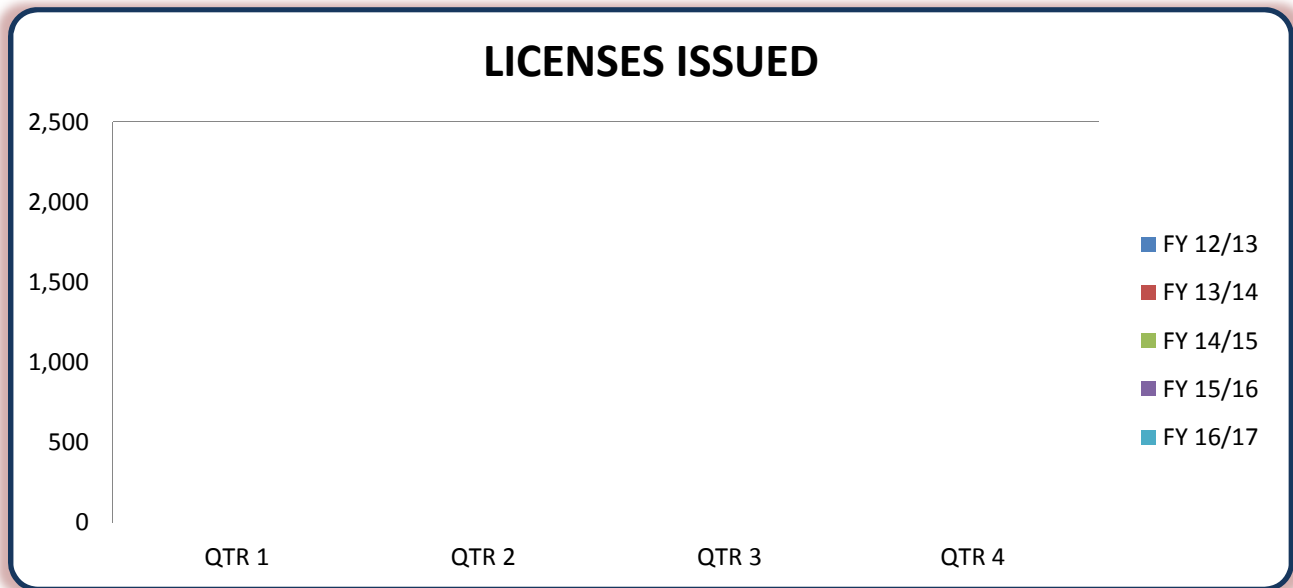 LICENSES ISSUED
2,500
2,000
1,500
1,000
500
0
QTR 1 QTR 2 QTR 3 QTR 4
FY 12/13
FY 13/14
FY 14/15
FY 15/16
FY 16/17